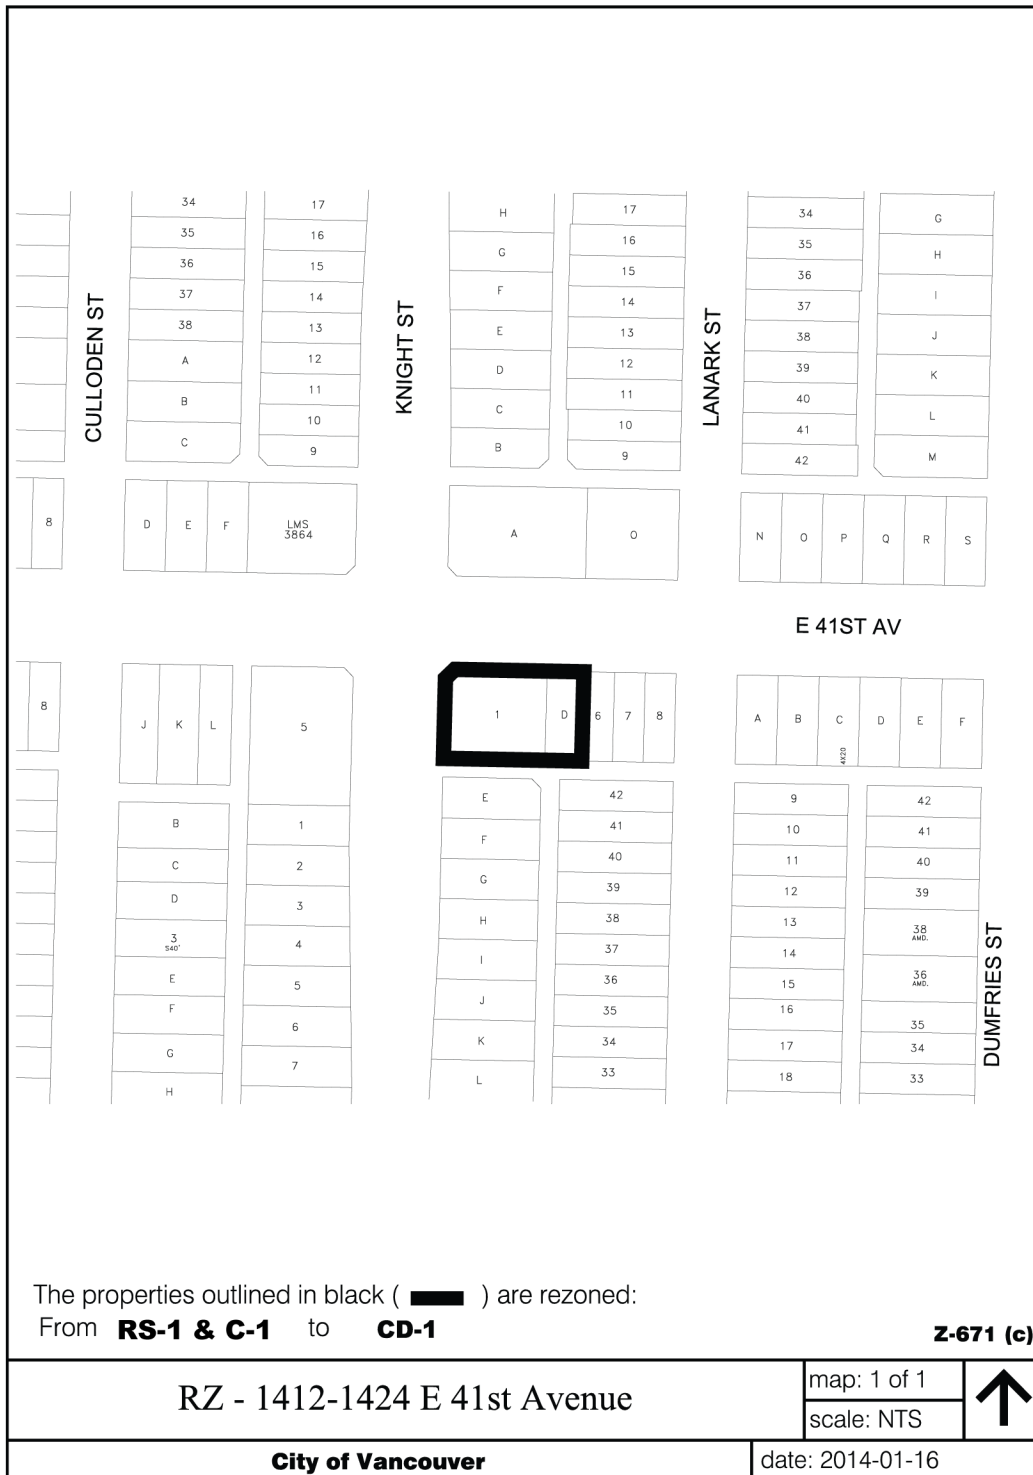 34 17 H 17 34 G
35 16 G 16 35 H
36 15 F 15 36 I
37 14 E 14 37 J
38 13 D 13 38 K
A 12 C 12 39 L
B 11 B 11 40 M
C 10 10 41
9 9 42
CULLODEN ST
KNIGHT ST
LANARK ST
8 D E F LMS A O N O P Q R S
3864
E 41ST AV
8 J K L 5 1 D 6 7 8 A B C D E F
4X20
B 1 E 42 9 42
C 2 F 41 10 41
D 3 G 40 11 40
3 4 H 39 12 39
S40'
E 5 I 38 13 38
AMD.
F 6 J 37 14 36
AMD.
G 7 K 36 15 35
H L 35 16 34
34 17 33
33 18
DUMFRIES ST
The properties outlined in black ( ) are rezoned:
From RS-1 & C-1 to CD-1
Z-671 (c)
RZ - 1412-1424 E 41st Avenue
map: 1 of 1
scale: NTS
City of Vancouver
date: 2014-01-16